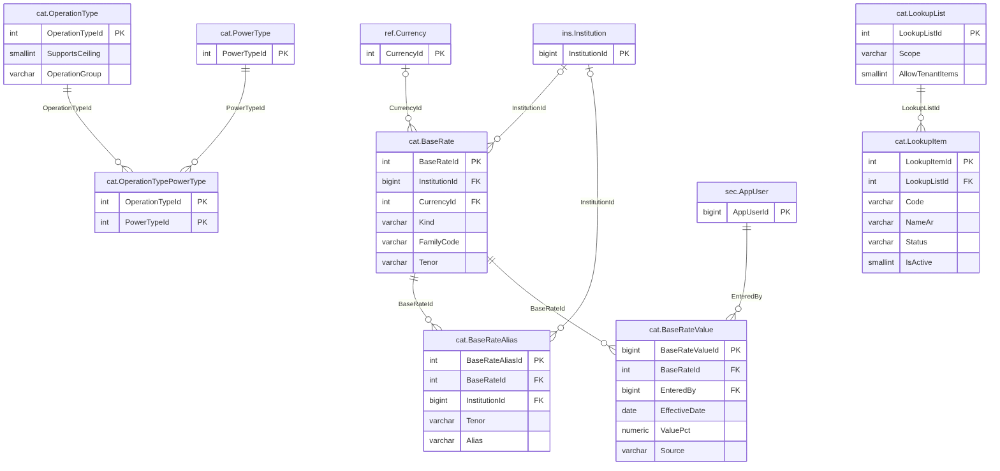 cat.OperationType
int OperationTypeId PK
smallint SupportsCeiling
varchar OperationGroup
cat.PowerType
int PowerTypeId PK
ref.Currency
int CurrencyId PK
ins.Institution
bigint InstitutionId PK
cat.LookupList
int LookupListId PK
varchar Scope
smallint AllowTenantItems
OperationTypeId
PowerTypeId
CurrencyId
InstitutionId
LookupListId
cat.OperationTypePowerType
int OperationTypeId PK
int PowerTypeId PK
cat.BaseRate
int BaseRateId PK
bigint InstitutionId FK
int CurrencyId FK
varchar Kind
varchar FamilyCode
varchar Tenor
InstitutionId
sec.AppUser
bigint AppUserId PK
cat.LookupItem
int LookupItemId PK
int LookupListId FK
varchar Code
varchar NameAr
varchar Status
smallint IsActive
BaseRateId
BaseRateId
EnteredBy
cat.BaseRateAlias
int BaseRateAliasId PK
int BaseRateId FK
bigint InstitutionId FK
varchar Tenor
varchar Alias
cat.BaseRateValue
bigint BaseRateValueId PK
int BaseRateId FK
bigint EnteredBy FK
date EffectiveDate
numeric ValuePct
varchar Source